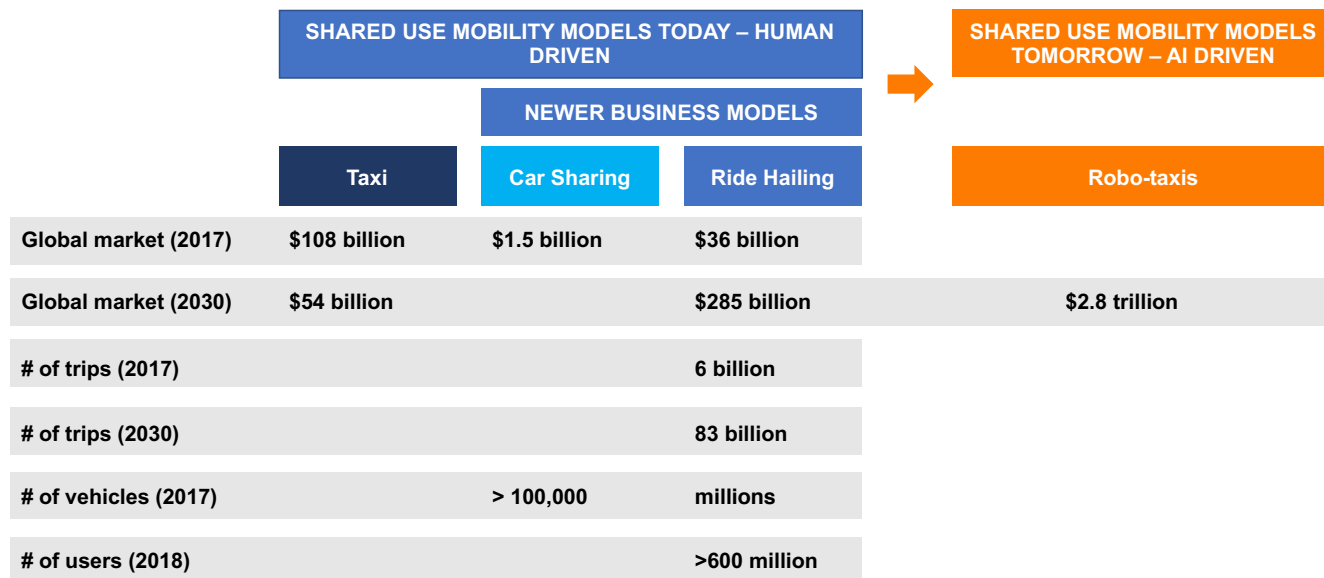 SHARED USE MOBILITY MODELS TODAY – HUMAN
DRIVEN
SHARED USE MOBILITY MODELS
TOMORROW – AI DRIVEN
NEWER BUSINESS MODELS
Taxi
Car Sharing
Ride Hailing
Robo-taxis
Global market (2017) $108 billion $1.5 billion $36 billion
Global market (2030) $54 billion $285 billion $2.8 trillion
# of trips (2017) 6 billion
# of trips (2030) 83 billion
# of vehicles (2017) > 100,000 millions
# of users (2018) >600 million